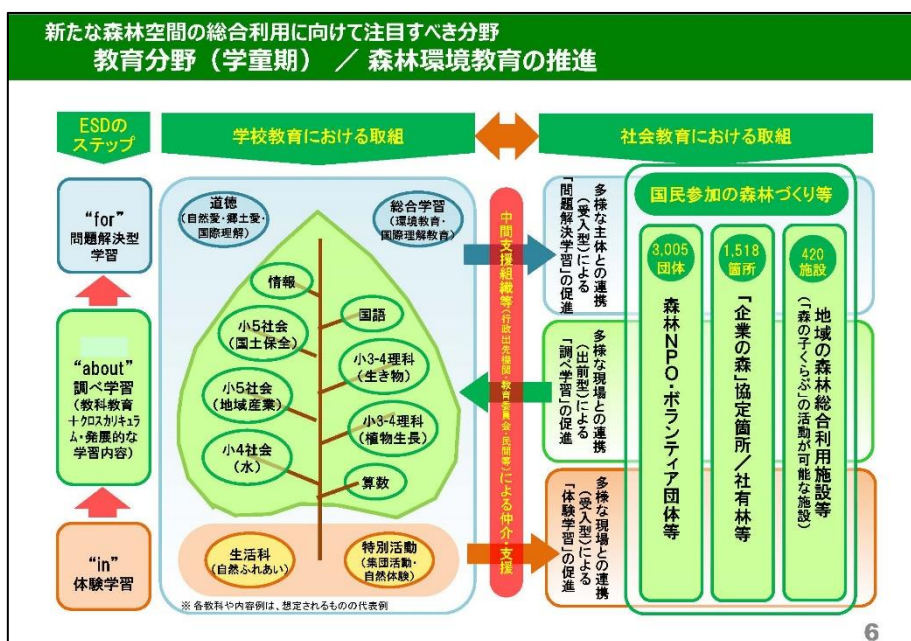 新たな森林空間の総合利用に向けて注目すべき分野
教育分野（学童期） ／ 森林環境教育の推進
ESDの
ステップ
学校教育における取組
社会教育における取組
“for”
問題解決型
学習
“about”
調べ学習
(教科教育
＋クロスカリキュラ
ム・発展的な
学習内容)
“in”
体験学習
道徳
(自然愛・郷土愛・
国際理解)
総合学習
(環境教育・
国際理解教育)
情報
国語
小5社会
(国土保全)
小3-4理科
(生き物)
小5社会
(地域産業)
小3-4理科
(植物生長)
小4社会
(水)
算数
生活科
(自然ふれあい)
特別活動
(集団活動・
自然体験)
※ 各教科や内容例は、想定されるものの代表例
中間支援組織等(行政出先機関・教育委員会・民間等)による仲介・支援
多様な主体との連携
(受入型)による
「問題解決学習」の促進
多様な現場との連携
(出前型)による
「調べ学習」の促進
多様な現場との連携
(受入型)による
「体験学習」の促進
国民参加の森林づくり等
3,005
団体
森林NPO・ボランティア団体等
1,518
箇所
「企業の森」協定箇所／社有林等
420
施設
地域の森林総合利用施設等
(「森の子くらぶ」の活動が可能な施設)
6